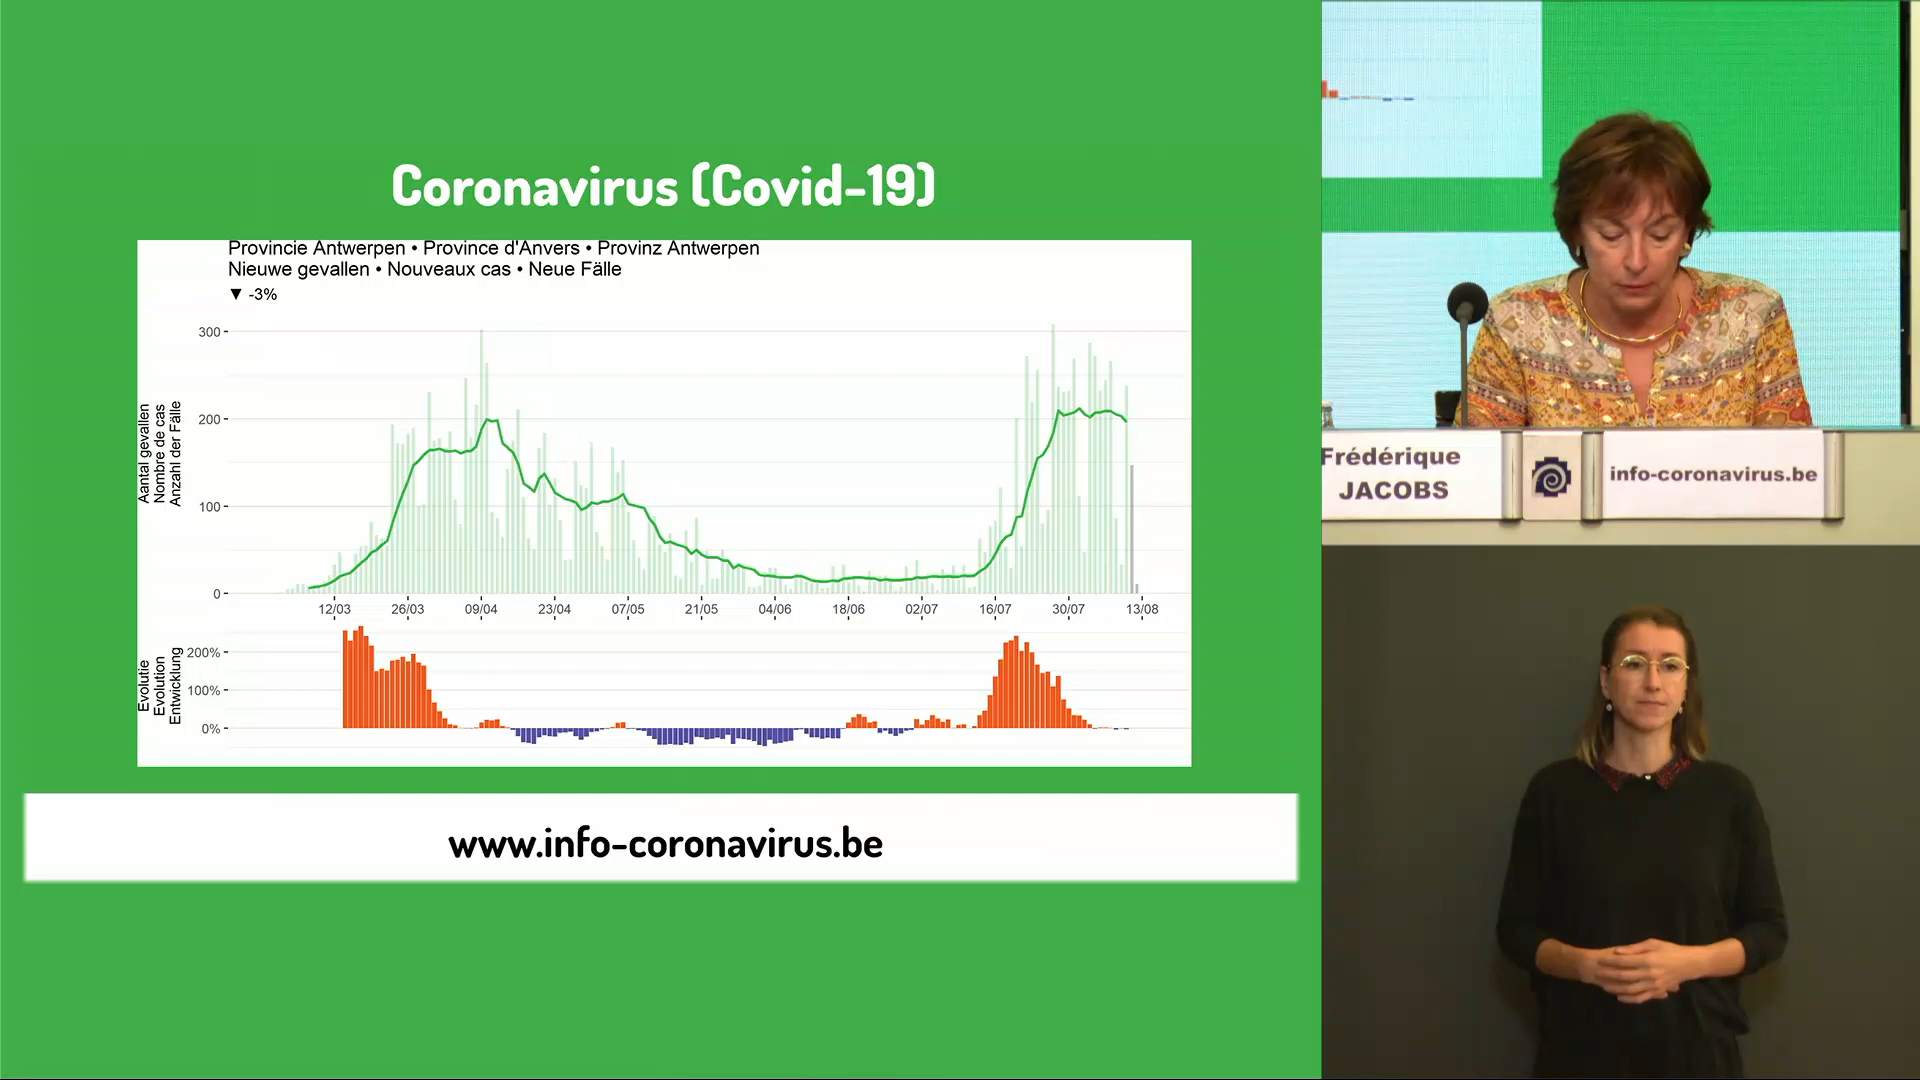 Coronavirus (Covid-19)
Provincie Antwerpen • Province d'Anvers • Provinz Antwerpen
Nieuwe gevallen • Nouveaux cas • Neue Fälle
▼ -3%
Aantal gevallen
Nombre de cas
Anzahl der Fälle
300
200
100
0
12/03 26/03 09/04 23/04 07/05 21/05 04/06 18/06 02/07 16/07 30/07 13/08
Evolutie
Evolution
Entwicklung
200%
100%
0%
www.info-coronavirus.be
Frédérique
JACOBS
info-coronavirus.be